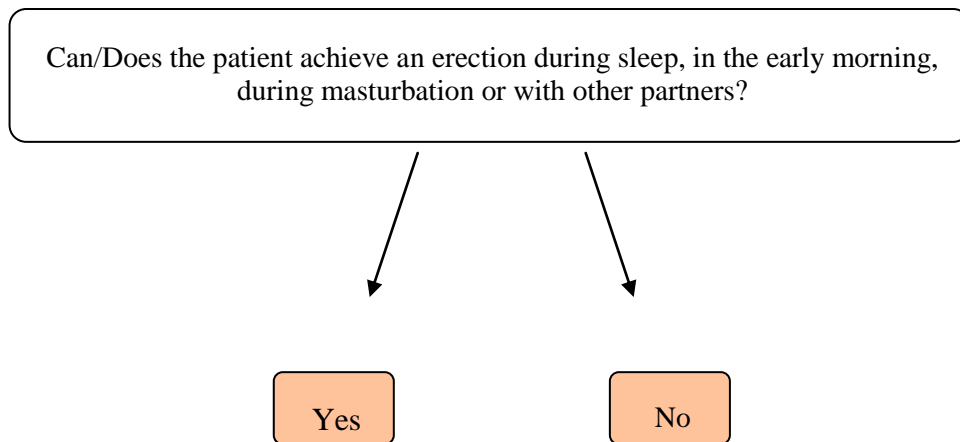 Can/Does the patient achieve an erection during sleep, in the early morning,
during masturbation or with other partners?
Yes
No